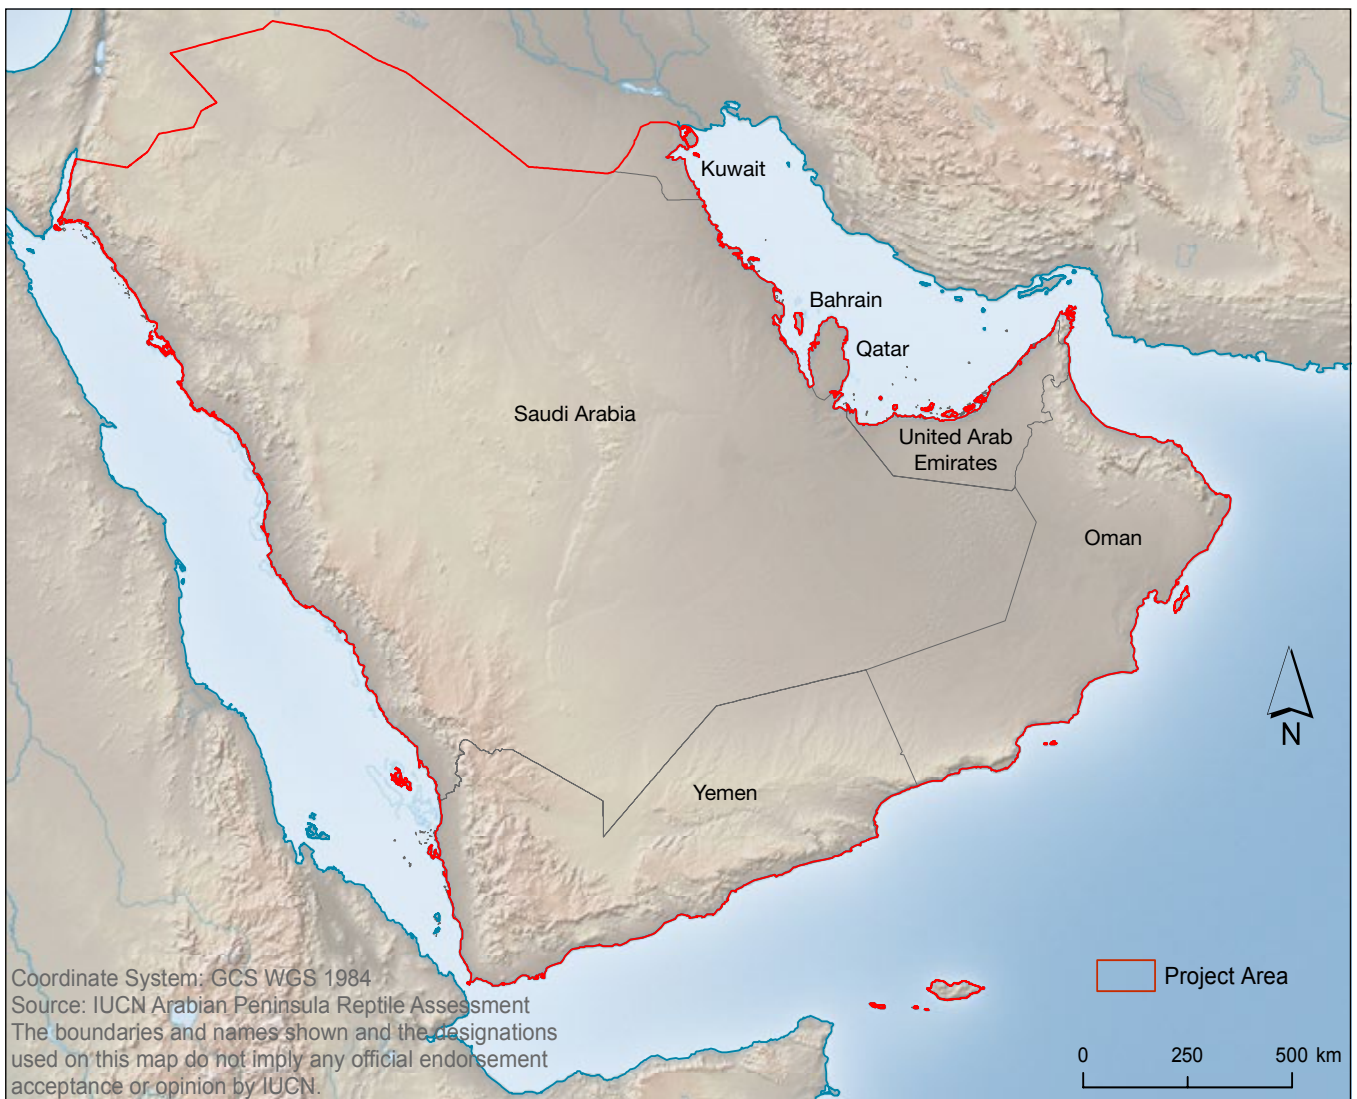 Kuwait
Bahrain
Qatar
Saudi Arabia
United Arab
Emirates
Oman
Yemen
N
Coordinate System: GCS WGS 1984
Source: IUCN Arabian Peninsula Reptile Assessment
The boundaries and names shown and the designations
used on this map do not imply any official endorsement
acceptance or opinion by IUCN.
Project Area
0 250 500 km